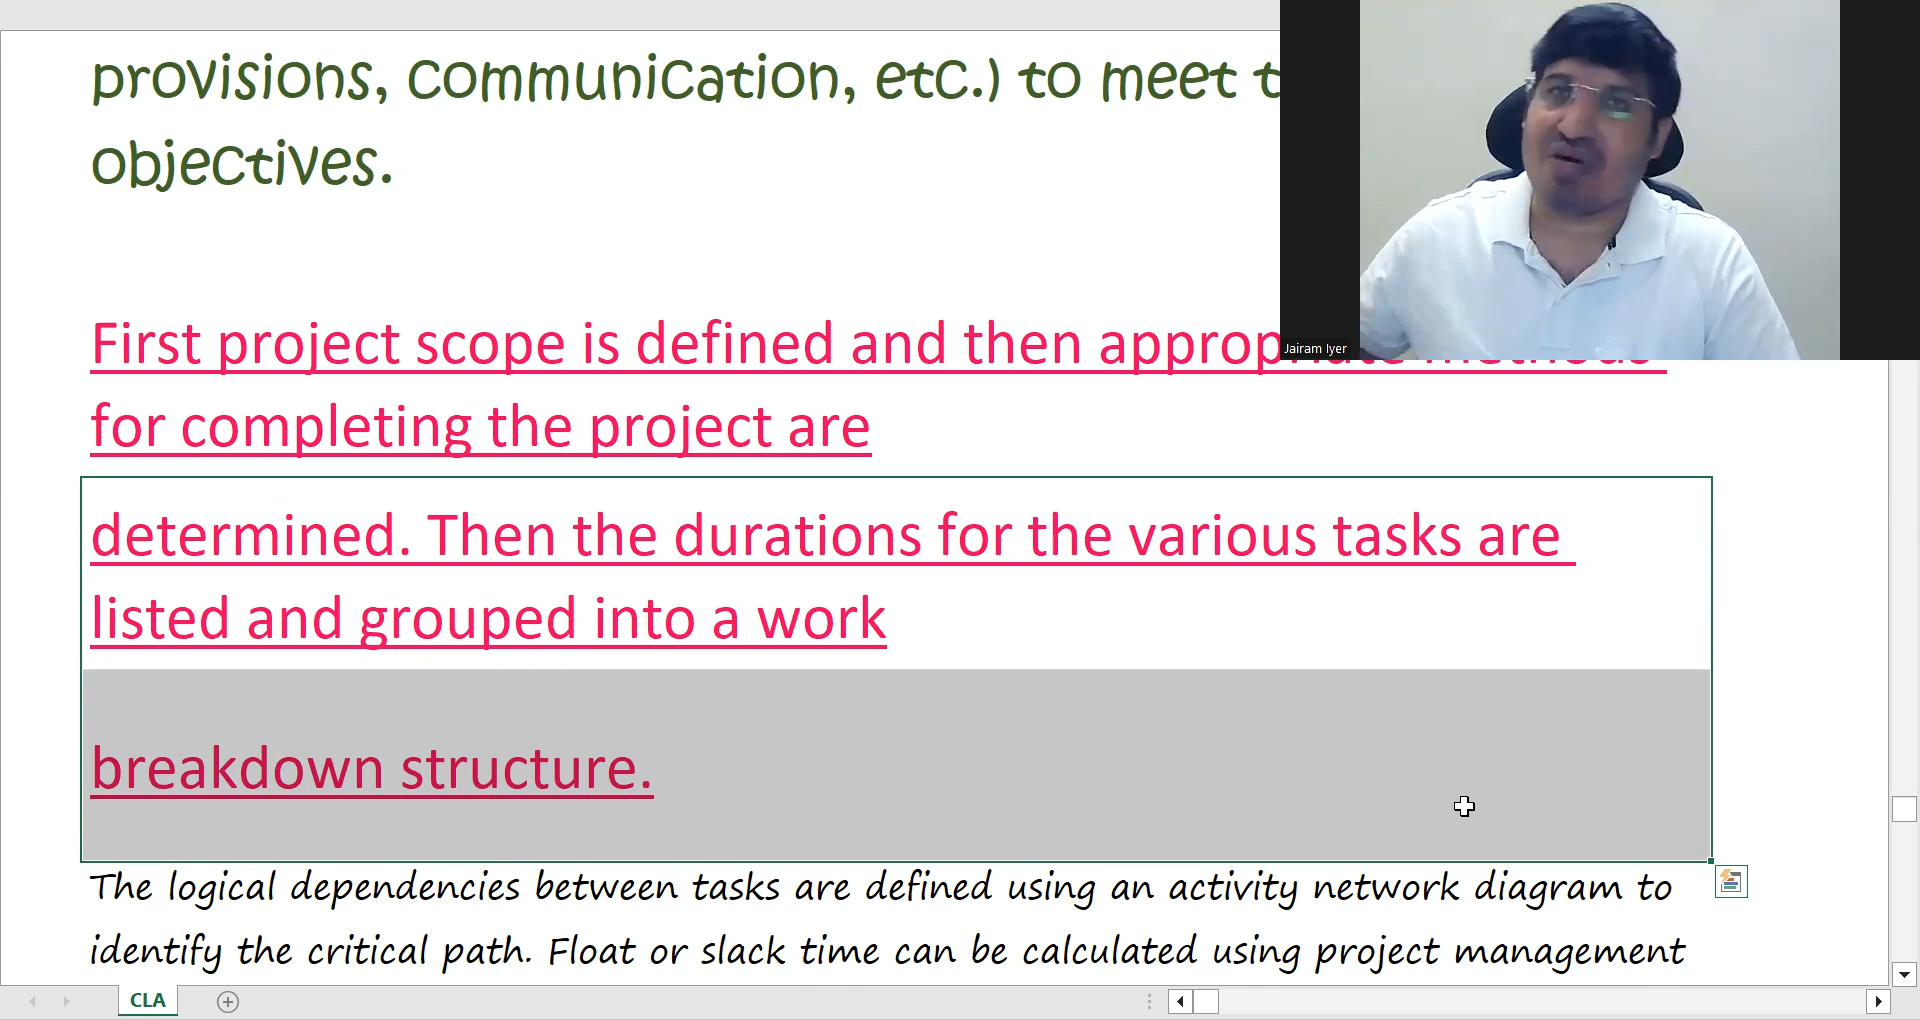 provisions, communication, etc.) to meet t
objectives.
Jairam Iyer
First project scope is defined and then appropriate methods
for completing the project are
determined. Then the durations for the various tasks are
listed and grouped into a work
breakdown structure.
The logical dependencies between tasks are defined using an activity network diagram to
identify the critical path. Float or slack time can be calculated using project management
CLA